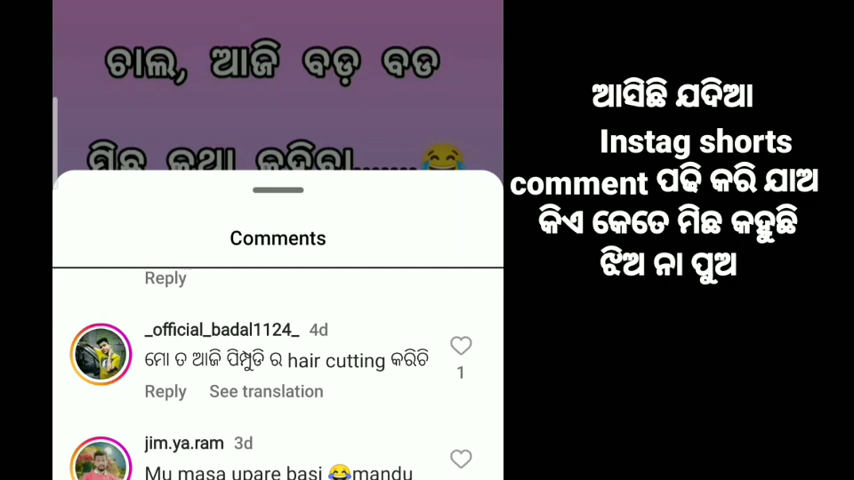 ଚାଲ, ଆଜି ବଡ଼ ବଡ
ମିଛ କଥା କହିବା.......😂
Comments
Reply
_official_badal1124_ 4d
ମୋ ତ ଆଜି ପିମ୍ପୁଡି ର hair cutting କରିଚି
1
Reply See translation
jim.ya.ram 3d
Mu masa upare basi 😂mandu
ଆସିଛି ଯଦିଆ
Instag shorts
comment ପଢି କରି ଯାଅ
କିଏ କେତେ ମିଛ କହୁଛି
ଝିଅ ନା ପୁଅ